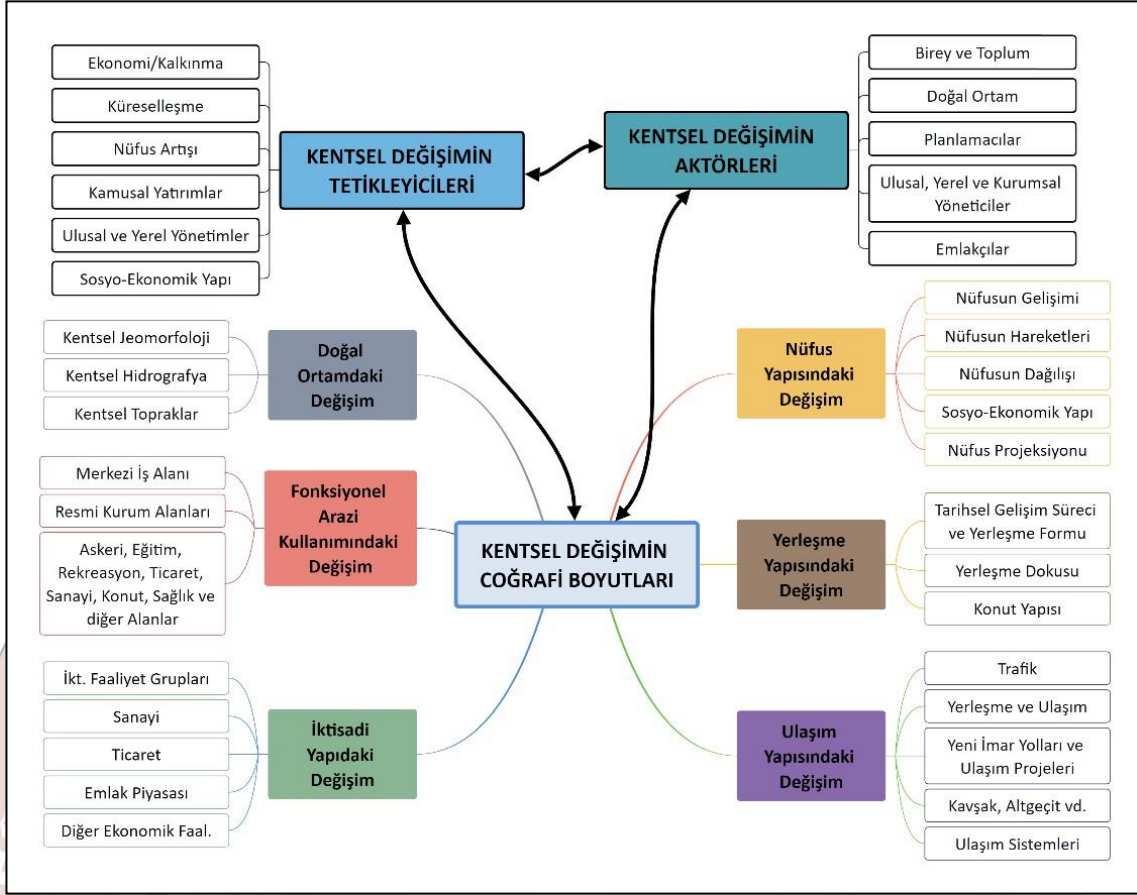 Ekonomi/Kalkınma
Küreselleşme
Nüfus Artışı
Kamusal Yatırımlar
Ulusal ve Yerel Yönetimler
Sosyo-Ekonomik Yapı
KENTSEL DEĞİŞİMİN
TETİKLEYİCİLERİ
KENTSEL DEĞİŞİMİN
AKTÖRLERİ
Birey ve Toplum
Doğal Ortam
Planlamacılar
Ulusal, Yerel ve Kurumsal
Yöneticiler
Emlakçılar
Kentsel Jeomorfoloji
Kentsel Hidrografya
Kentsel Topraklar
Doğal
Ortamdaki
Değişim
Merkezi İş Alanı
Resmi Kurum Alanları
Askeri, Eğitim,
Rekreasyon, Ticaret,
Sanayi, Konut, Sağlık ve
diğer Alanlar
Fonksiyonel
Arazi
Kullanımındaki
Değişim
İkt. Faaliyet Grupları
Sanayi
Ticaret
Emlak Piyasası
Diğer Ekonomik Faal.
İktisadi
Yapıdaki
Değişim
KENTSEL DEĞİŞİMİN
COĞRAFİ BOYUTLARI
Nüfus
Yapısındaki
Değişim
Nüfusun Gelişimi
Nüfusun Hareketleri
Nüfusun Dağılışı
Sosyo-Ekonomik Yapı
Nüfus Projeksiyonu
Yerleşme
Yapısındaki
Değişim
Tarihsel Gelişim Süreci
ve Yerleşme Formu
Yerleşme Dokusu
Konut Yapısı
Ulaşım
Yapısındaki
Değişim
Trafik
Yerleşme ve Ulaşım
Yeni İmar Yolları ve
Ulaşım Projeleri
Kavşak, Altgeçit vd.
Ulaşım Sistemleri